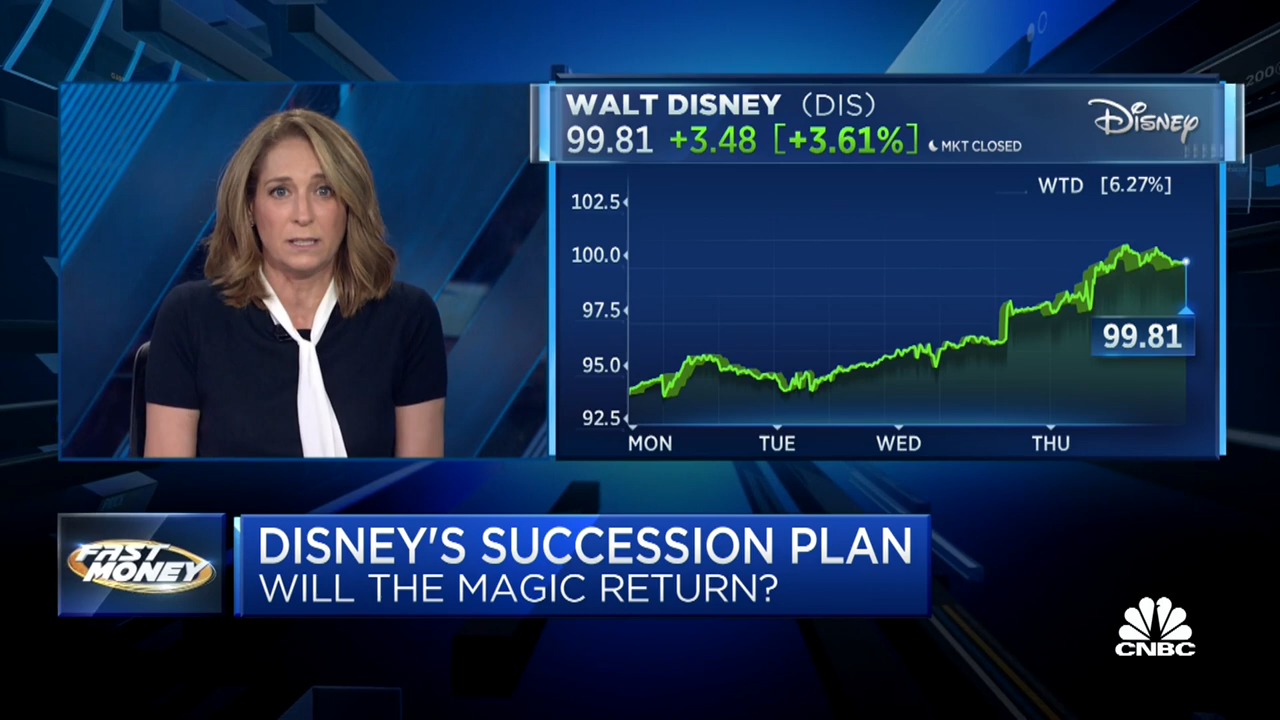 WALT DISNEY (DIS)
99.81 +3.48 [+3.61%] MKT CLOSED
Disney
WTD [6.27%]
102.5
100.0
97.5
95.0
92.5
99.81
MON TUE WED THU
FAST
MONEY
DISNEY'S SUCCESSION PLAN
WILL THE MAGIC RETURN?
CNBC